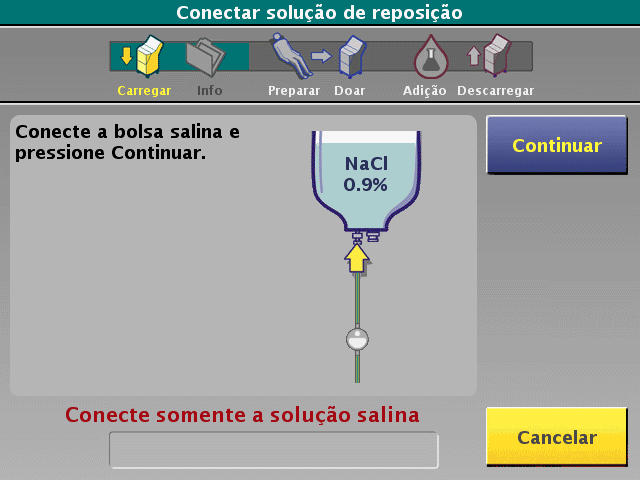 Conectar solução de reposição
Carregar
Info
Preparar
Doar
Adição
Descarregar
Conecte a bolsa salina e
pressione Continuar.
NaCl
0.9%
Continuar
Conecte somente a solução salina
Cancelar